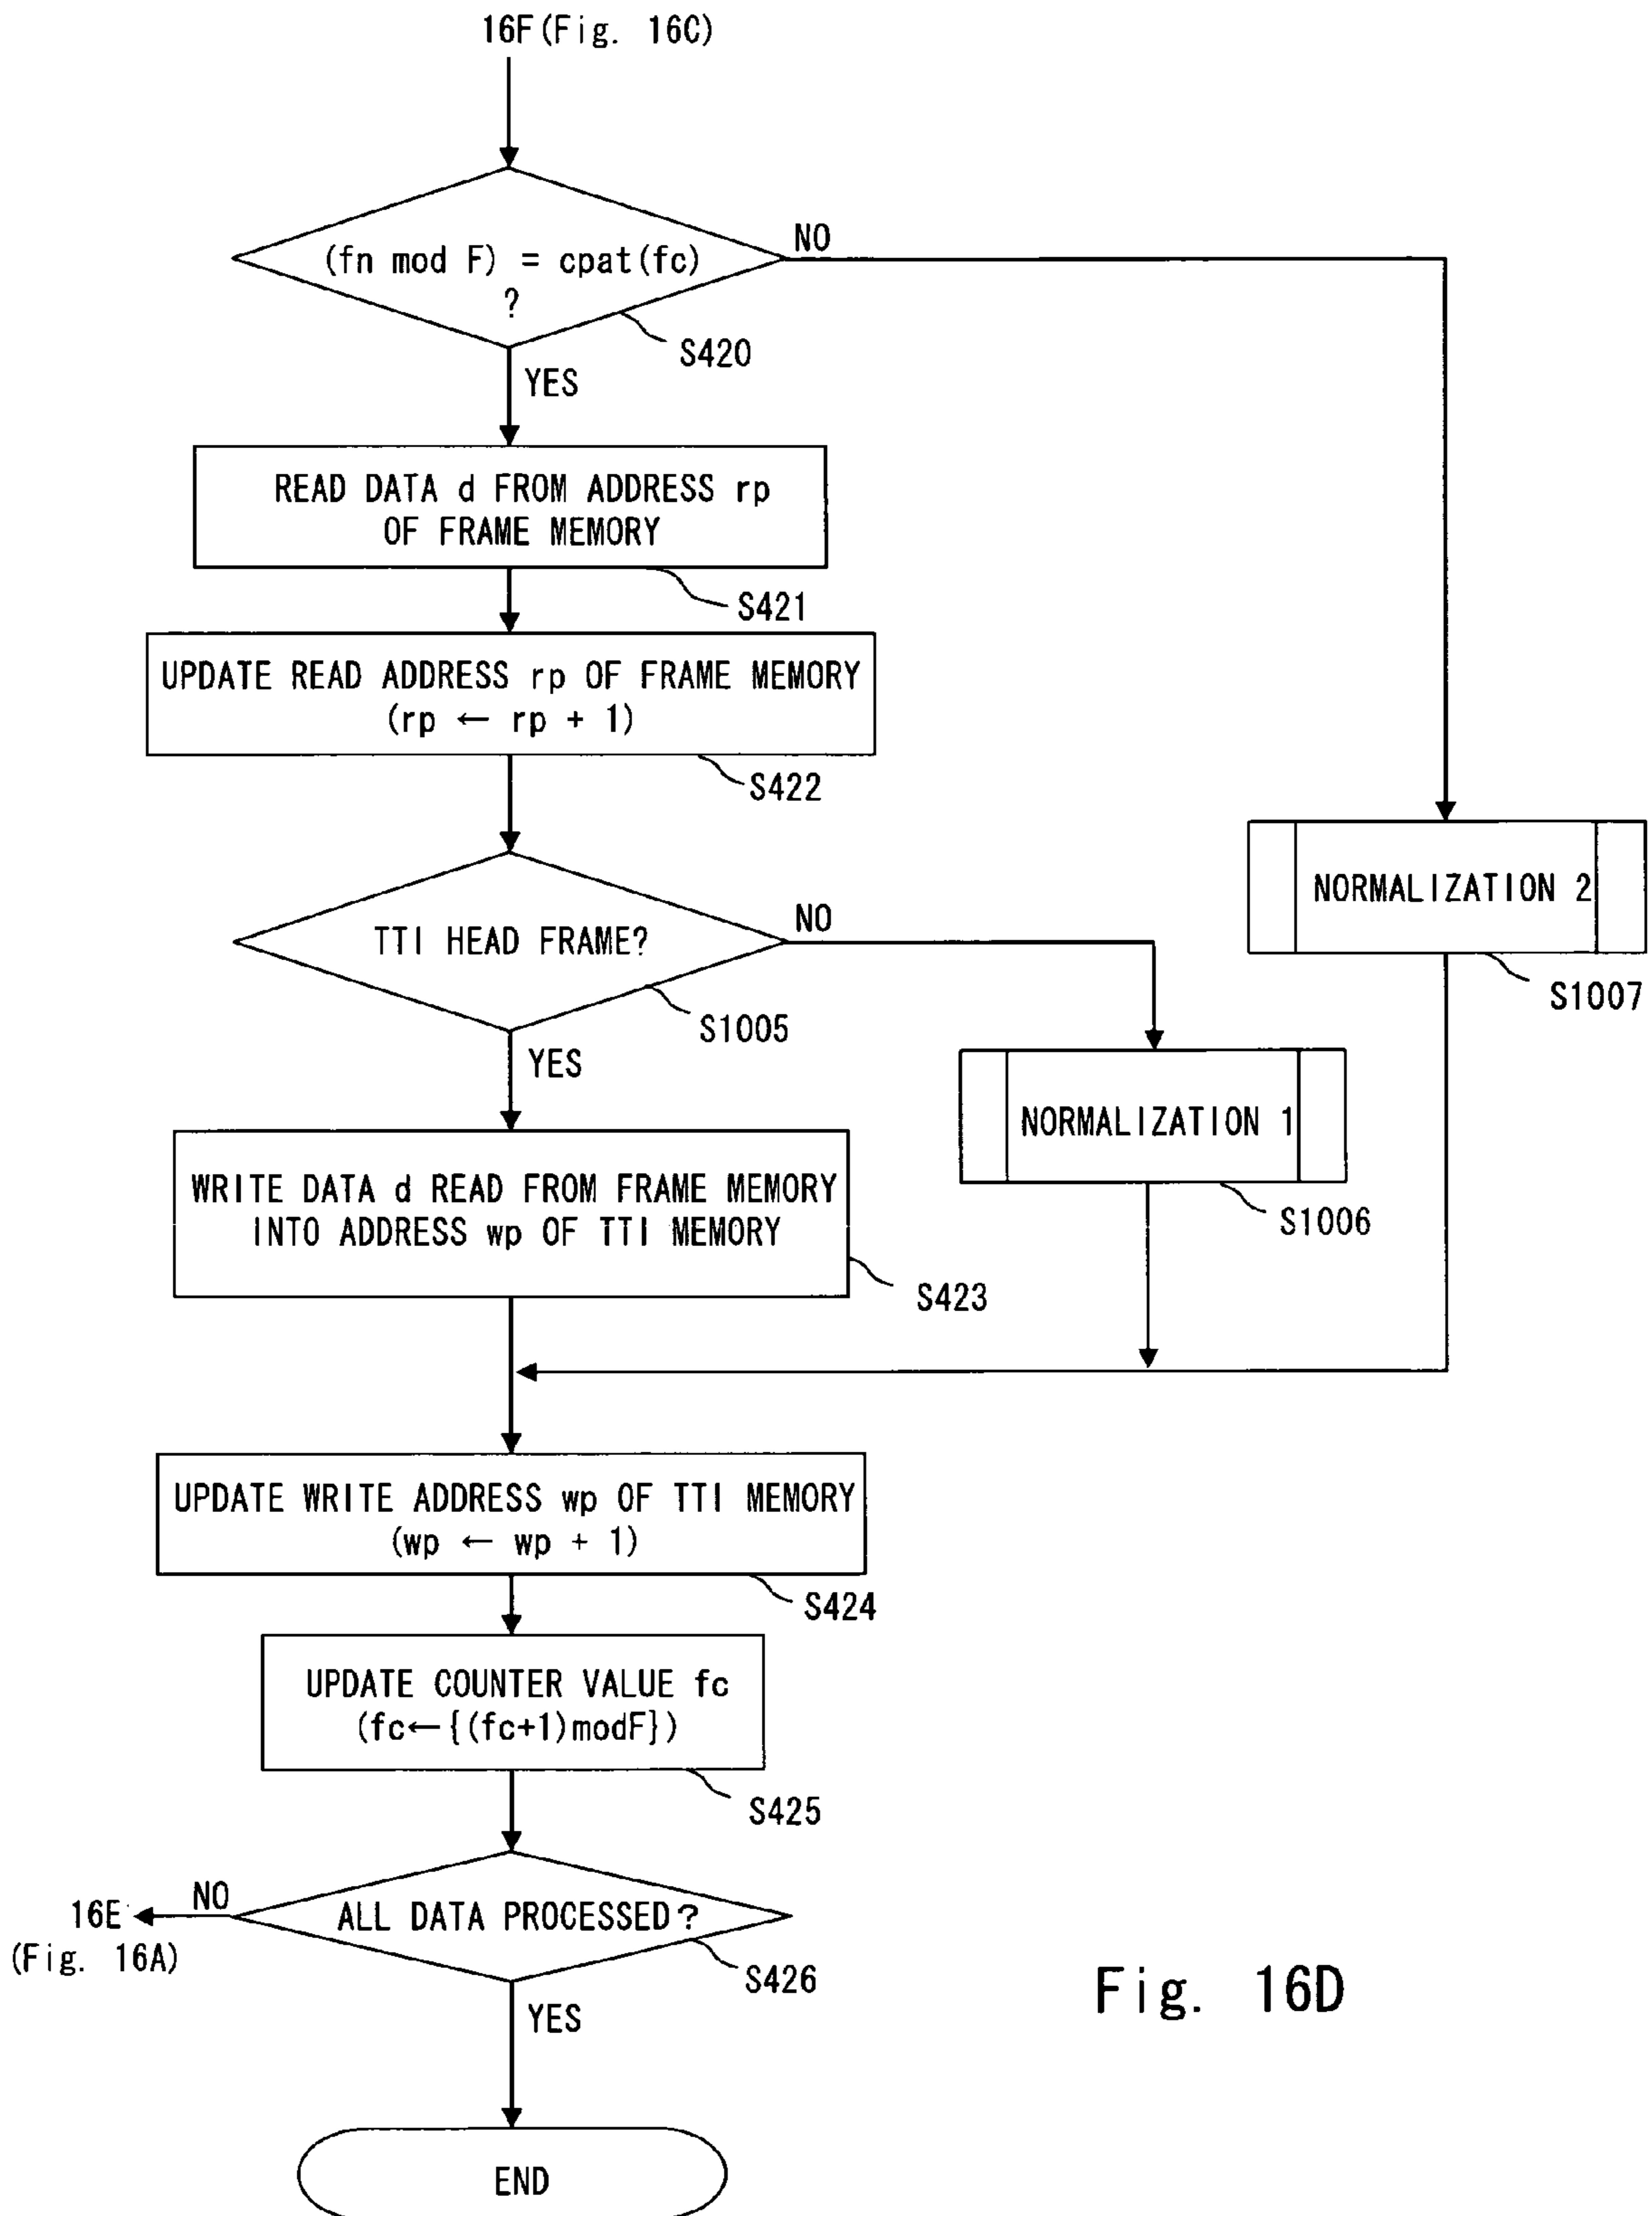 16F(Fig. 16C)
(fn mod F) = cpat(fc)
?
NO
S420
YES
READ DATA d FROM ADDRESS rp
OF FRAME MEMORY
S421
UPDATE READ ADDRESS rp OF FRAME MEMORY
(rp ← rp + 1)
S422
NORMALIZATION 2
S1007
TTI HEAD FRAME?
NO
S1005
YES
NORMALIZATION 1
S1006
WRITE DATA d READ FROM FRAME MEMORY
INTO ADDRESS wp OF TTI MEMORY
S423
UPDATE WRITE ADDRESS wp OF TTI MEMORY
(wp ← wp + 1)
S424
UPDATE COUNTER VALUE fc
(fc←{(fc+1)modF})
S425
ALL DATA PROCESSED?
NO
16E
(Fig. 16A)
S426
YES
END
Fig. 16D